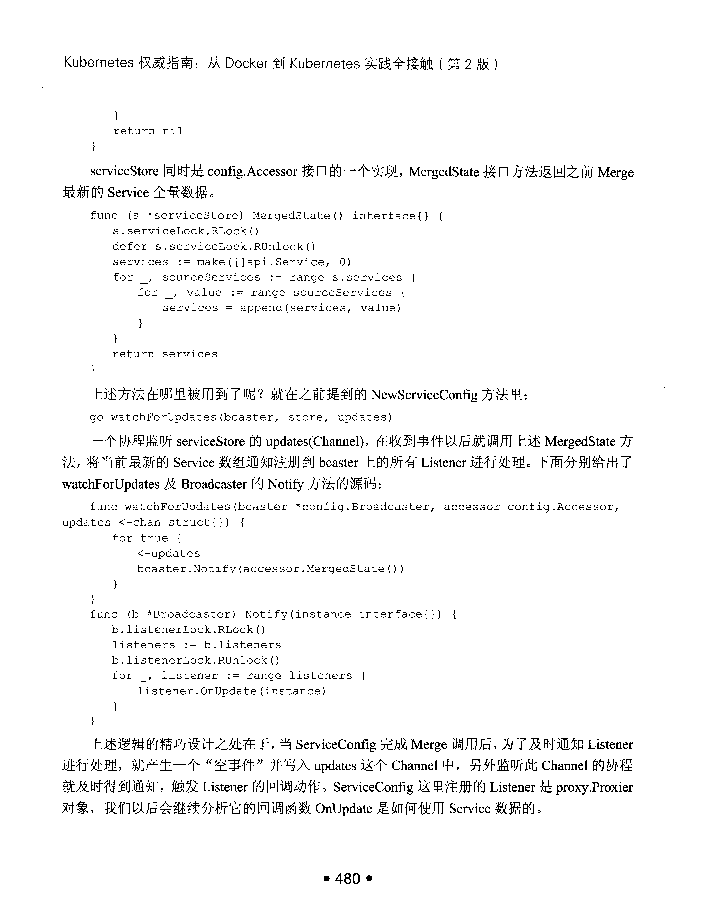 Kubernetes 权威指南：从 Docker 到 Kubernetes 实践全接触（第 2 版）
}
return nil
}
serviceStore 同时是 config.Accessor 接口的一个实现，MergedState 接口方法返回之前 Merge
最新的 Service 全量数据。
func (s *serviceStore) MergedState() interface{} {
s.serviceLock.RLock()
defer s.serviceLock.RUnlock()
services := make([]api.Service, 0)
for _, sourceServices := range s.services {
for _, value := range sourceServices {
services = append(services, value)
}
}
return services
}
上述方法在哪里被用到了呢？就在之前提到的 NewServiceConfig 方法里：
go watchForUpdates(bcaster, store, updates)
一个协程监听 serviceStore 的 updates(Channel)，在收到事件以后就调用上述 MergedState 方
法，将当前最新的 Service 数组通知注册到 bcaster 上的所有 Listener 进行处理。下面分别给出了
watchForUpdates 及 Broadcaster 的 Notify 方法的源码：
func watchForUpdates(bcaster *config.Broadcaster, accessor config.Accessor,
updates <-chan struct{}) {
for true {
<-updates
bcaster.Notify(accessor.MergedState())
}
}
func (b *Broadcaster) Notify(instance interface{}) {
b.listenerLock.RLock()
listeners := b.listeners
b.listenerLock.RUnlock()
for _, listener := range listeners {
listener.OnUpdate(instance)
}
}
上述逻辑的精巧设计之处在于，当 ServiceConfig 完成 Merge 调用后，为了及时通知 Listener
进行处理，就产生一个“空事件”并写入 updates 这个 Channel 中，另外监听此 Channel 的协程
就及时得到通知，触发 Listener 的回调动作。ServiceConfig 这里注册的 Listener 是 proxy.Proxier
对象，我们以后会继续分析它的回调函数 OnUpdate 是如何使用 Service 数据的。
• 480 •